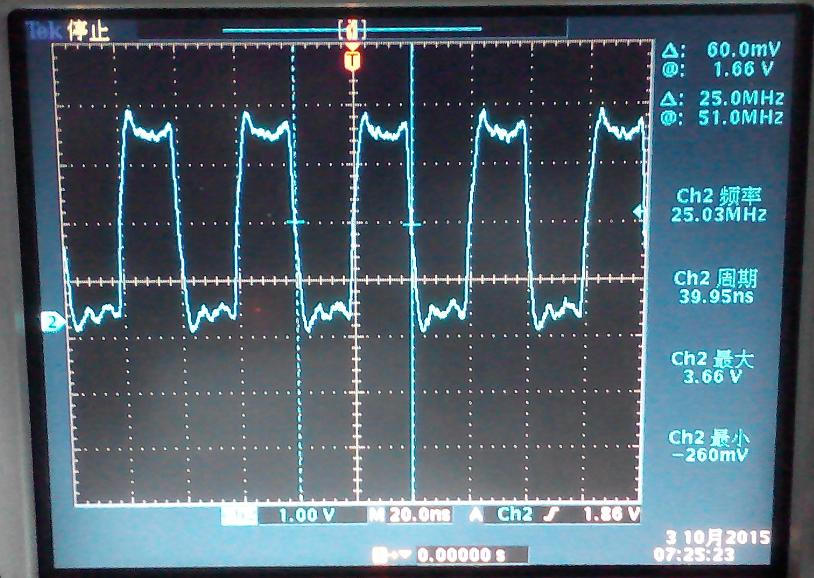 Tek 停止
T
Δ: 60.0mV
@: 1.66 V
Δ: 25.0MHz
@: 51.0MHz
Ch2 频率
25.03MHz
Ch2 周期
39.95ns
Ch2 最大
3.66 V
Ch2 最小
-260mV
2
1.00 V M 20.0ns A Ch2 1.86 V
0.00000 s
3 10月 2015
07:25:23